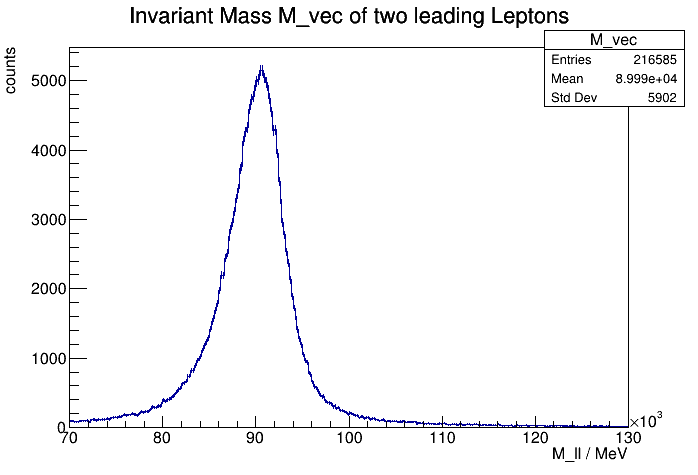 Invariant Mass M_vec of two leading Leptons
M_vec
Entries 216585
Mean 8.999e+04
Std Dev 5902
counts
5000
4000
3000
2000
1000
0
70 80 90 100 110 120 130
×10³
M_ll / MeV